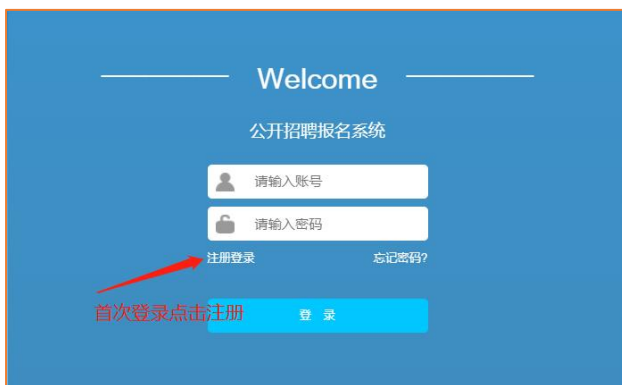 Welcome
公开招聘报名系统
请输入账号
请输入密码
注册登录 忘记密码?
首次登录点击注册 登 录